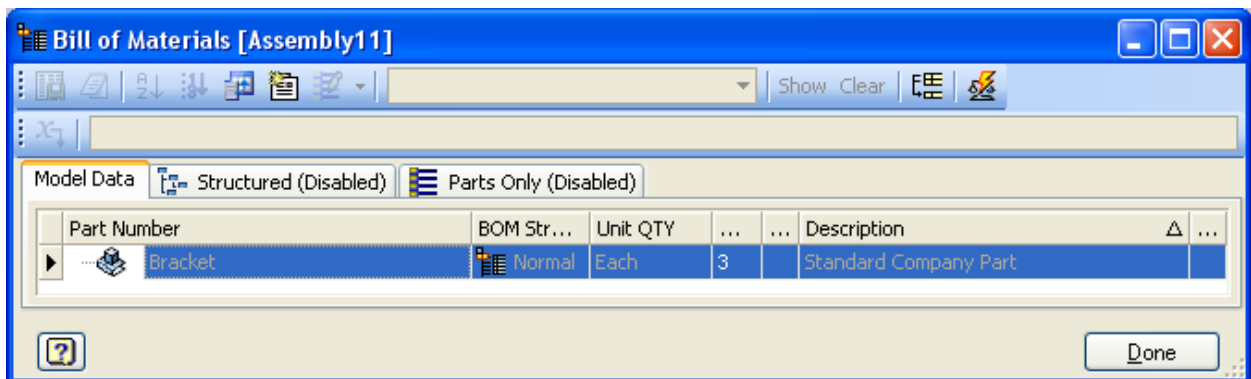 Bill of Materials [Assembly11]
Show Clear
Model Data Structured (Disabled) Parts Only (Disabled)
Part Number BOM Str... Unit QTY ... ... Description ...
Bracket Normal Each 3 Standard Company Part
Done